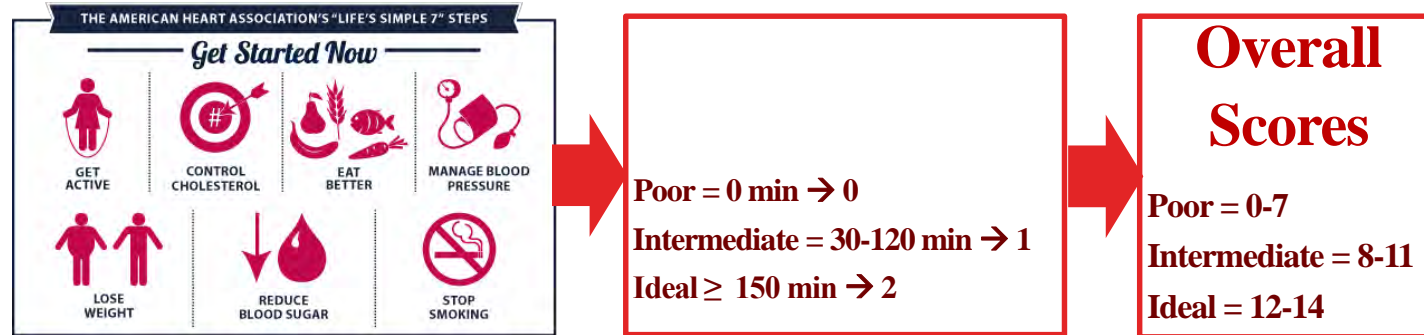 THE AMERICAN HEART ASSOCIATION'S "LIFE'S SIMPLE 7" STEPS
Get Started Now
GET
ACTIVE
CONTROL
CHOLESTEROL
EAT
BETTER
MANAGE BLOOD
PRESSURE
#
LOSE
WEIGHT
REDUCE
BLOOD SUGAR
STOP
SMOKING
Poor = 0 min → 0
Intermediate = 30-120 min → 1
Ideal ≥ 150 min → 2
Overall
Scores
Poor = 0-7
Intermediate = 8-11
Ideal = 12-14